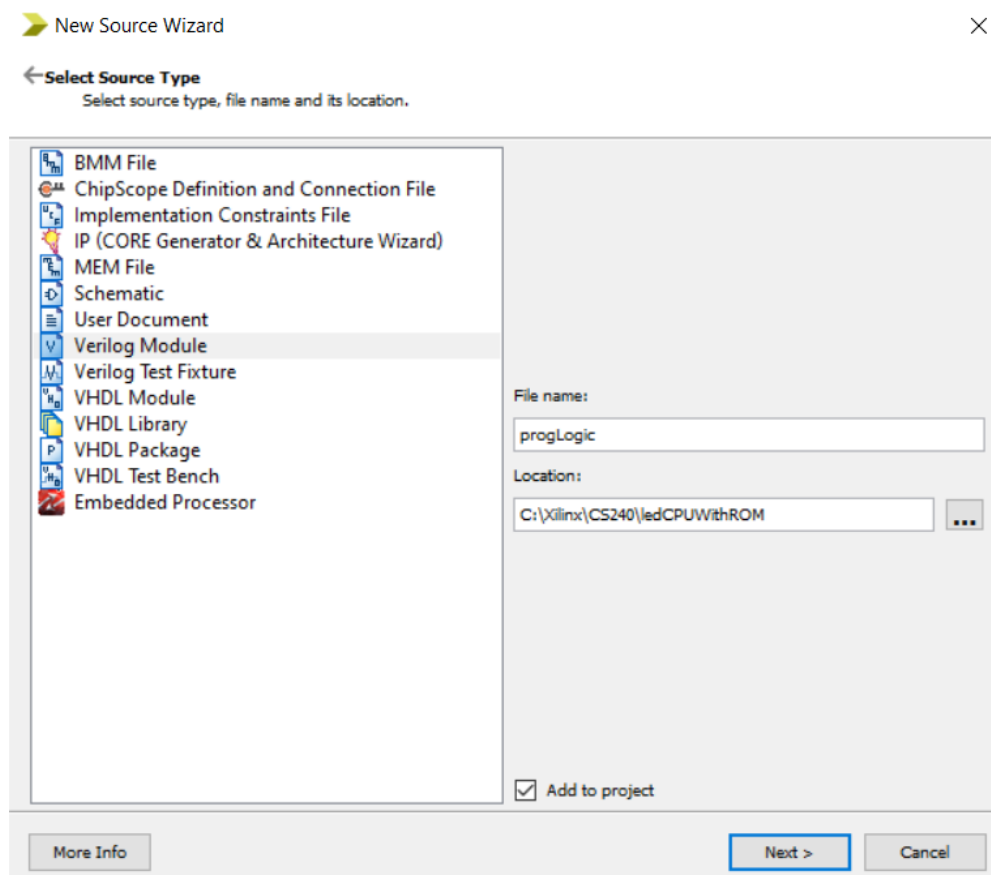 New Source Wizard
Select Source Type
Select source type, file name and its location.
BMM File
ChipScope Definition and Connection File
Implementation Constraints File
IP (CORE Generator & Architecture Wizard)
MEM File
Schematic
User Document
Verilog Module
Verilog Test Fixture
VHDL Module
VHDL Library
VHDL Package
VHDL Test Bench
Embedded Processor
File name:
progLogic
Location:
C:\Xilinx\CS240\ledCPUWithROM
...
Add to project
More Info
Next >
Cancel